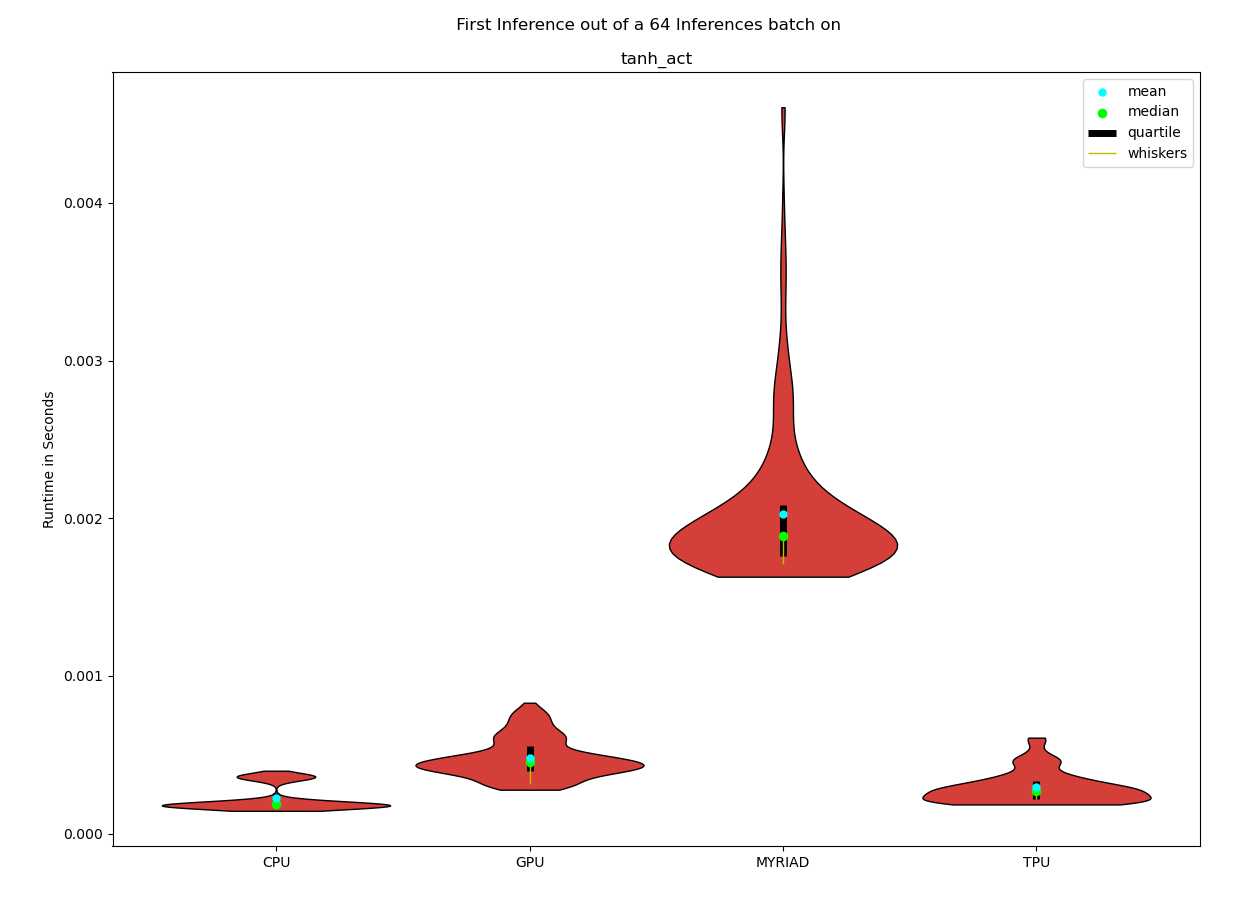 First Inference out of a 64 Inferences batch on
tanh_act
mean
median
quartile
whiskers
Runtime in Seconds
0.004
0.003
0.002
0.001
0.000
CPU
GPU
MYRIAD
TPU